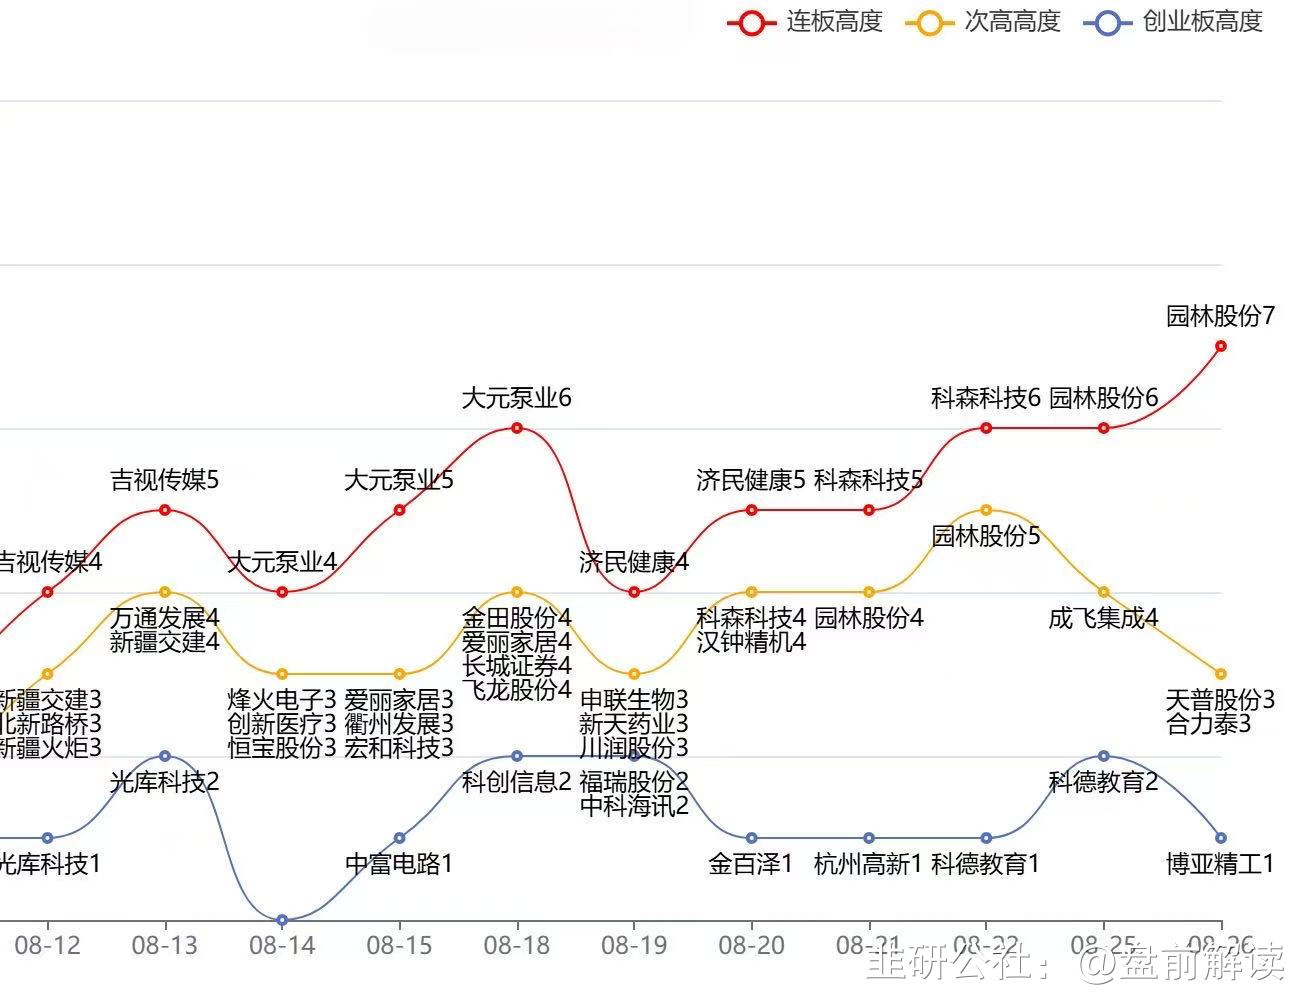 连板高度 次高高度 创业板高度
园林股份7
大元泵业6 科森科技6 园林股份6
吉视传媒5 大元泵业5 济民健康5 科森科技5
园林股份5
吉视传媒4 大元泵业4 济民健康4
万通发展4 金田股份4 科森科技4 园林股份4 成飞集成4
新疆交建4 爱丽家居4 汉钟精机4
长城证券4
飞龙股份4
新疆交建3 烽火电子3 爱丽家居3 申联生物3 天普股份3
北新路桥3 创新医疗3 衢州发展3 新天药业3 合力泰3
新疆火炬3 恒宝股份3 宏和科技3 川润股份3
光库科技2 科创信息2 福瑞股份2 科德教育2
中科海讯2
光库科技1 中富电路1 金百泽1 杭州高新1 科德教育1 博亚精工1
08-12 08-13 08-14 08-15 08-18 08-19 08-20 08-21 08-22 08-25 08-26
韭研公社：@盘前解读